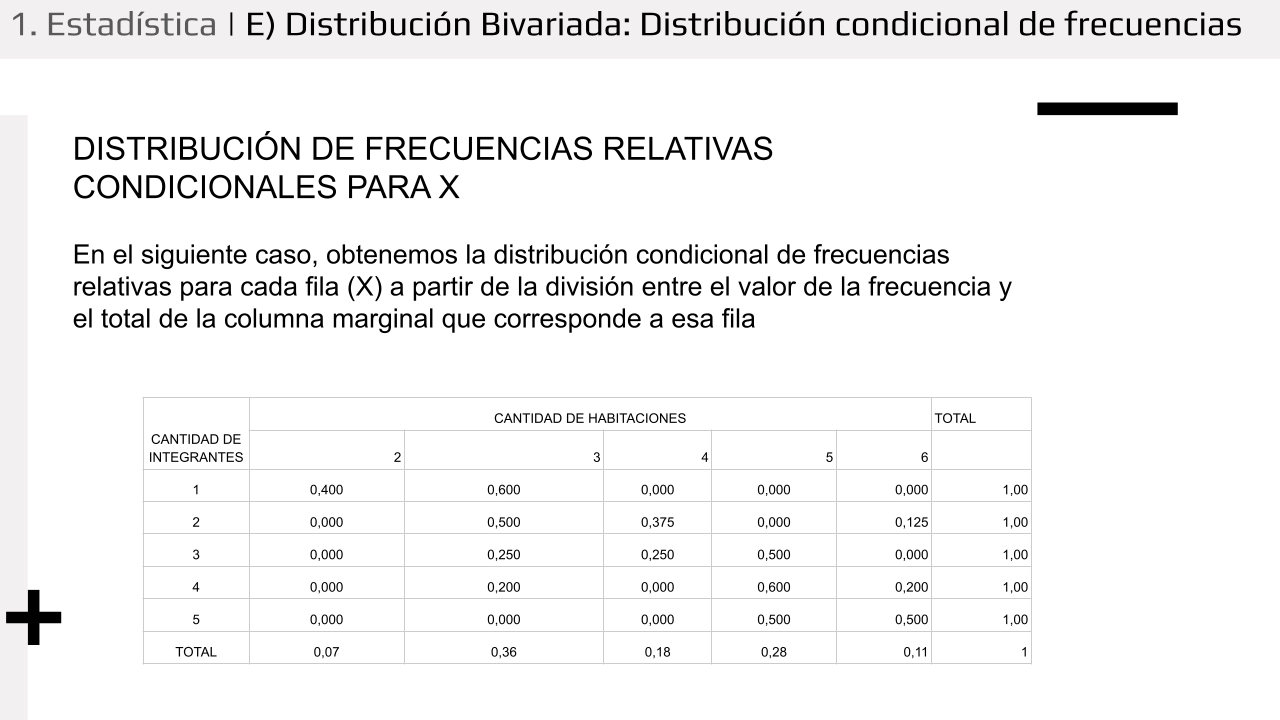 1. Estadística | E) Distribución Bivariada: Distribución condicional de frecuencias
DISTRIBUCIÓN DE FRECUENCIAS RELATIVAS
CONDICIONALES PARA X
En el siguiente caso, obtenemos la distribución condicional de frecuencias
relativas para cada fila (X) a partir de la división entre el valor de la frecuencia y
el total de la columna marginal que corresponde a esa fila
CANTIDAD DE HABITACIONES TOTAL
CANTIDAD DE
INTEGRANTES 2 3 4 5 6
1 0,400 0,600 0,000 0,000 0,000 1,00
2 0,000 0,500 0,375 0,000 0,125 1,00
3 0,000 0,250 0,250 0,500 0,000 1,00
4 0,000 0,200 0,000 0,600 0,200 1,00
5 0,000 0,000 0,000 0,500 0,500 1,00
TOTAL 0,07 0,36 0,18 0,28 0,11 1